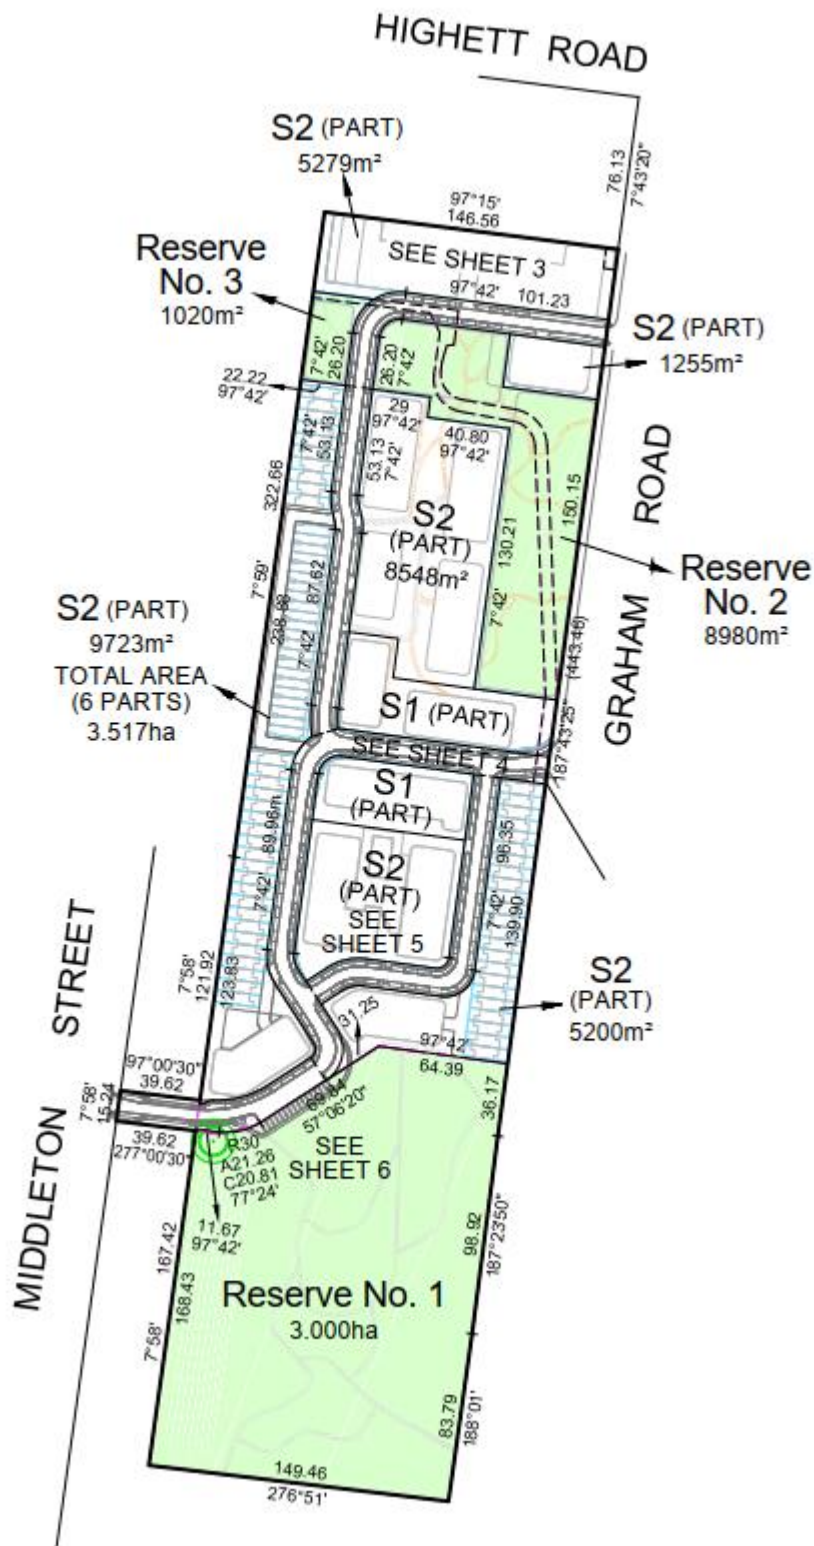 HIGHETT ROAD
S2 (PART)
5279m²
76.13
7°43'20"
97°15'
146.56
Reserve
No. 3
1020m²
SEE SHEET 3
97°42' 101.23
S2 (PART)
1255m²
7°42'
26.20
26.20
7°42'
22.22
97°42'
29
97°42'
40.80
97°42'
7°42'
53.13
53.13
7°42'
322.66
S2
(PART)
8548m²
130.21
7°42'
150.15
GRAHAM ROAD
Reserve
No. 2
8980m²
7°59'
238.88
87.62
7°42'
S2 (PART)
9723m²
TOTAL AREA
(6 PARTS)
3.517ha
(443.46)
187°43'25"
S1 (PART)
SEE SHEET 4
S1
(PART)
89.96m
7°42'
S2
(PART)
SEE
SHEET 5
96.35
7°42'
139.90
7°58'
121.92
123.83
S2
(PART)
5200m²
MIDDLETON STREET
31.25
97°42'
64.39
97°00'30"
39.62
7°58'
15.24
39.62
277°00'30"
69.84
57°06'20"
36.17
R30
A21.26
C20.81
77°24'
SEE
SHEET 6
11.67
97°42'
167.42
168.43
7°58'
98.92
187°23'50"
Reserve No. 1
3.000ha
83.79
188°01'
149.46
276°51'